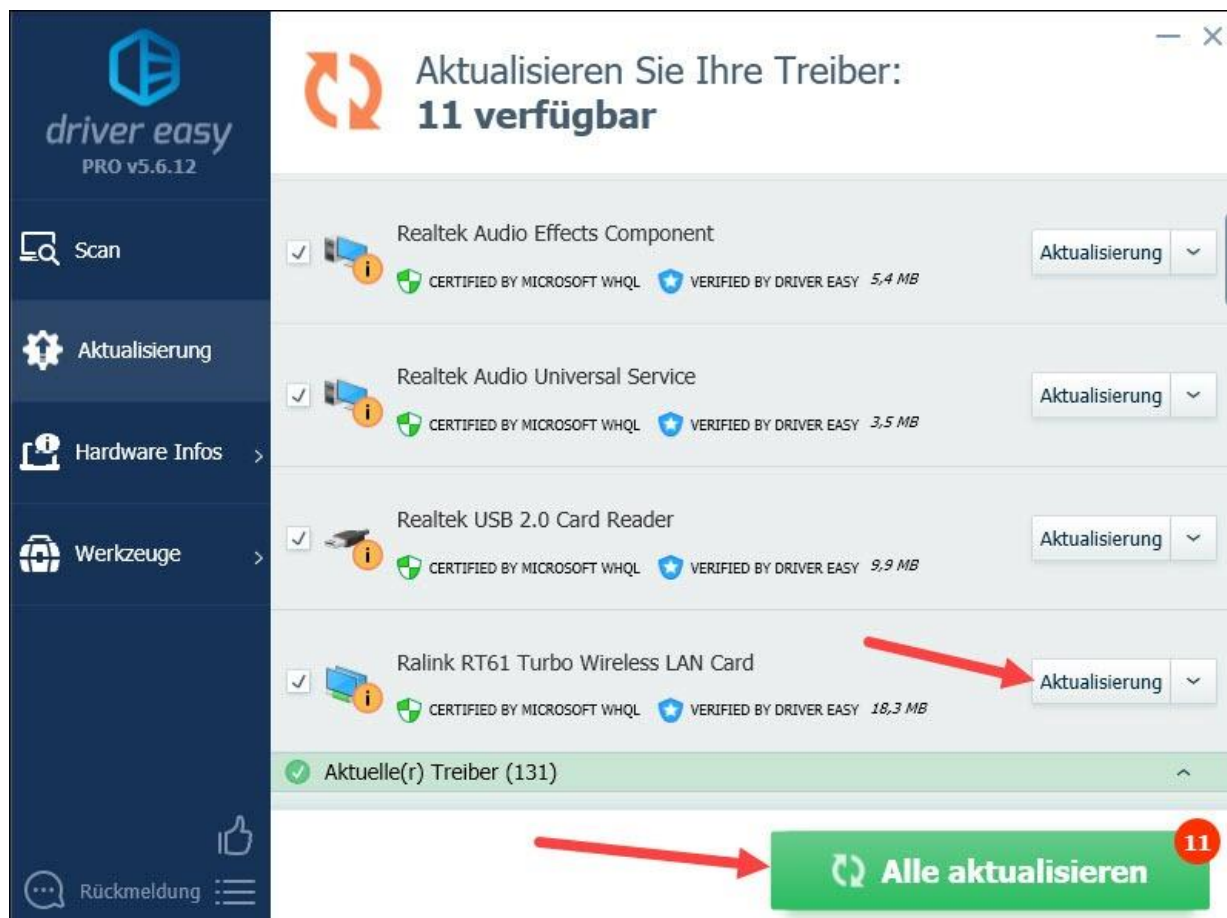 driver easy
PRO v5.6.12
Scan
Aktualisierung
Hardware Infos
Werkzeuge
Rückmeldung
Aktualisieren Sie Ihre Treiber:
11 verfügbar
Realtek Audio Effects Component
CERTIFIED BY MICROSOFT WHQL VERIFIED BY DRIVER EASY 5,4 MB
Aktualisierung
Realtek Audio Universal Service
CERTIFIED BY MICROSOFT WHQL VERIFIED BY DRIVER EASY 3,5 MB
Aktualisierung
Realtek USB 2.0 Card Reader
CERTIFIED BY MICROSOFT WHQL VERIFIED BY DRIVER EASY 9,9 MB
Aktualisierung
Ralink RT61 Turbo Wireless LAN Card
CERTIFIED BY MICROSOFT WHQL VERIFIED BY DRIVER EASY 18,3 MB
Aktualisierung
Aktuelle(r) Treiber (131)
Alle aktualisieren
11